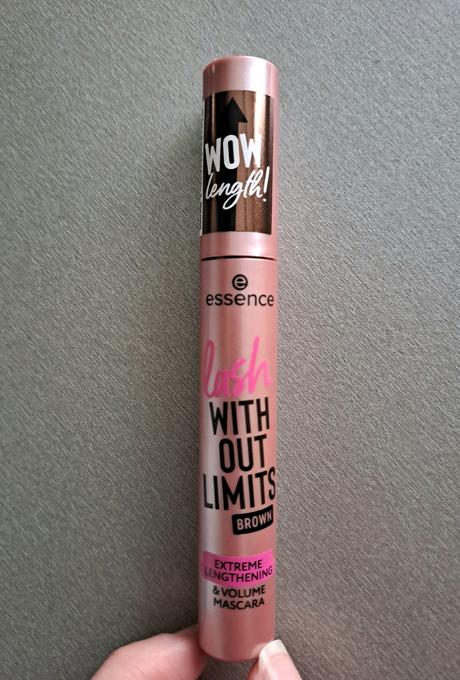 WOW
length!
essence
lash
WITH
OUT
LIMITS
BROWN
EXTREME
LENGTHENING
& VOLUME
MASCARA